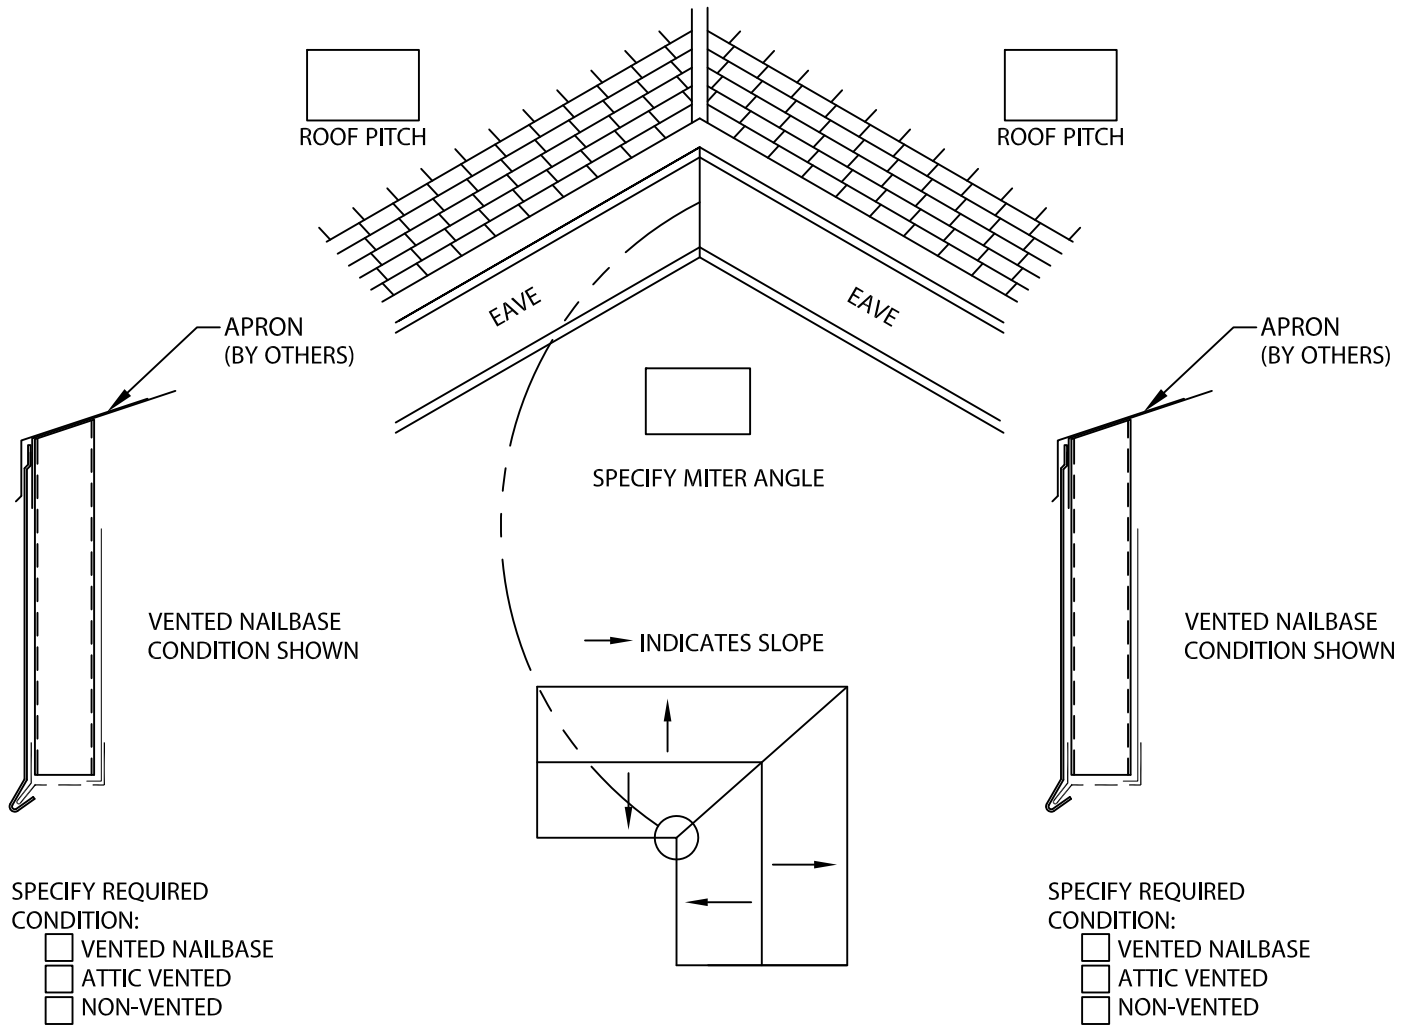 ROOF PITCH
ROOF PITCH
EAVE
EAVE
APRON
(BY OTHERS)
APRON
(BY OTHERS)
SPECIFY MITER ANGLE
VENTED NAILBASE
CONDITION SHOWN
VENTED NAILBASE
CONDITION SHOWN
INDICATES SLOPE
SPECIFY REQUIRED
CONDITION:
VENTED NAILBASE
ATTIC VENTED
NON-VENTED
SPECIFY REQUIRED
CONDITION:
VENTED NAILBASE
ATTIC VENTED
NON-VENTED